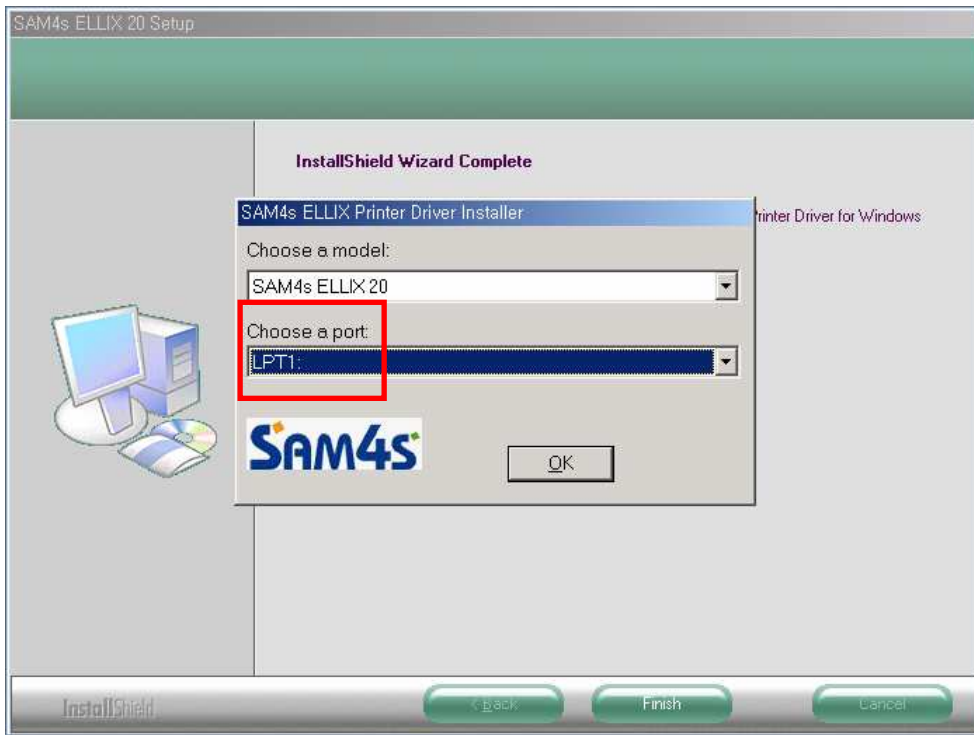 SAM4s ELLIX 20 Setup
InstallShield Wizard Complete
SAM4s ELLIX Printer Driver Installer
Printer Driver for Windows
Choose a model:
SAM4s ELLIX 20
Choose a port:
LPT1:
SAM4S
OK
InstallShield
< Back
Finish
Cancel